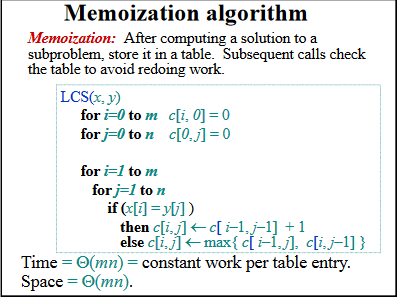 Memoization algorithm
Memoization: After computing a solution to a
subproblem, store it in a table. Subsequent calls check
the table to avoid redoing work.
LCS(x, y)
for i=0 to m c[i, 0] = 0
for j=0 to n c[0, j] = 0
for i=1 to m
for j=1 to n
if (x[i] = y[j] )
then c[i, j] ← c[ i–1, j–1] + 1
else c[i, j] ← max{ c[ i–1, j], c[i, j–1] }
Time = Θ(mn) = constant work per table entry.
Space = Θ(mn).